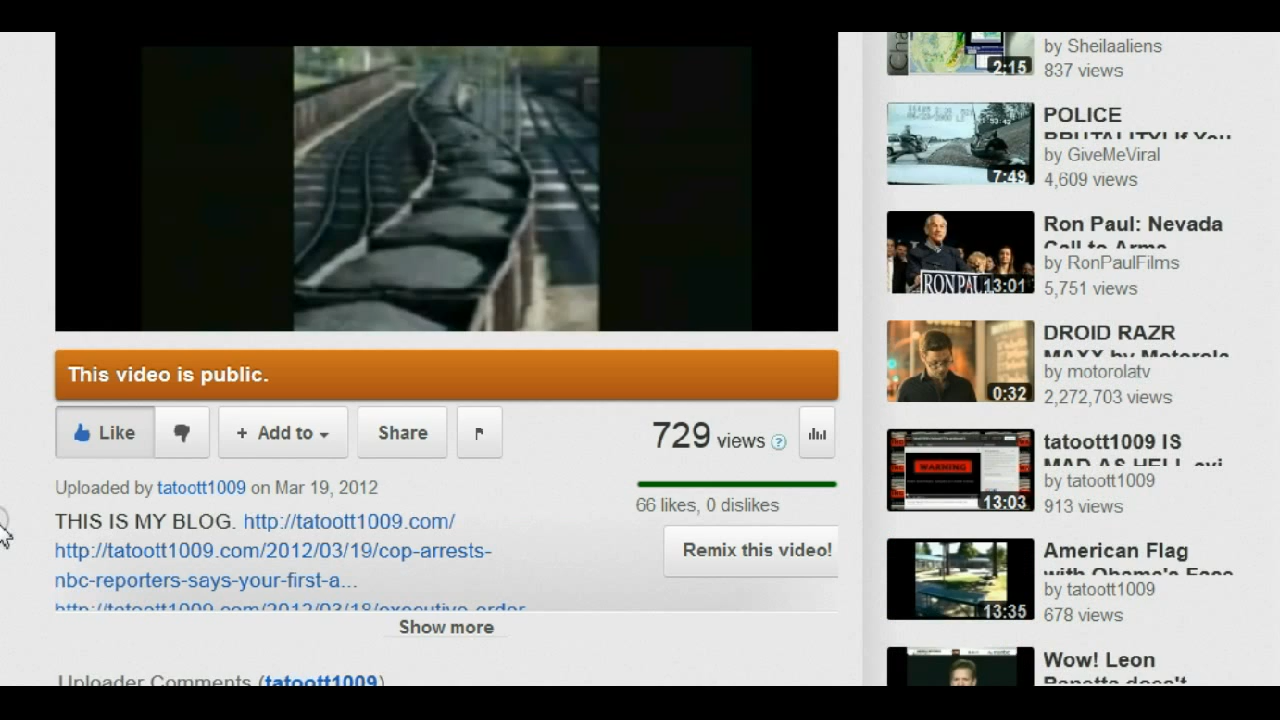 2:15
by Sheilaaliens
837 views
7:49
POLICE
BRUTALITY! If You
by GiveMeViral
4,609 views
RON PAUL
13:01
Ron Paul: Nevada
Call to Arms
by RonPaulFilms
5,751 views
0:32
DROID RAZR
MAXX by Motorola
by motorolatv
2,272,703 views
WARNING
13:03
tatoott1009 IS
MAD AS HELL
by tatoott1009
913 views
13:35
American Flag
with Obama's Face
by tatoott1009
678 views
Wow! Leon
Panetta doesn't
This video is public.
Like
+ Add to
Share
729 views ?
Uploaded by tatoott1009 on Mar 19, 2012
66 likes, 0 dislikes
THIS IS MY BLOG. http://tatoott1009.com/
http://tatoott1009.com/2012/03/19/cop-arrests-
nbc-reporters-says-your-first-a...
http://tatoott1009.com/2012/03/18/executive-order
Remix this video!
Show more
Uploader Comments (tatoott1009)